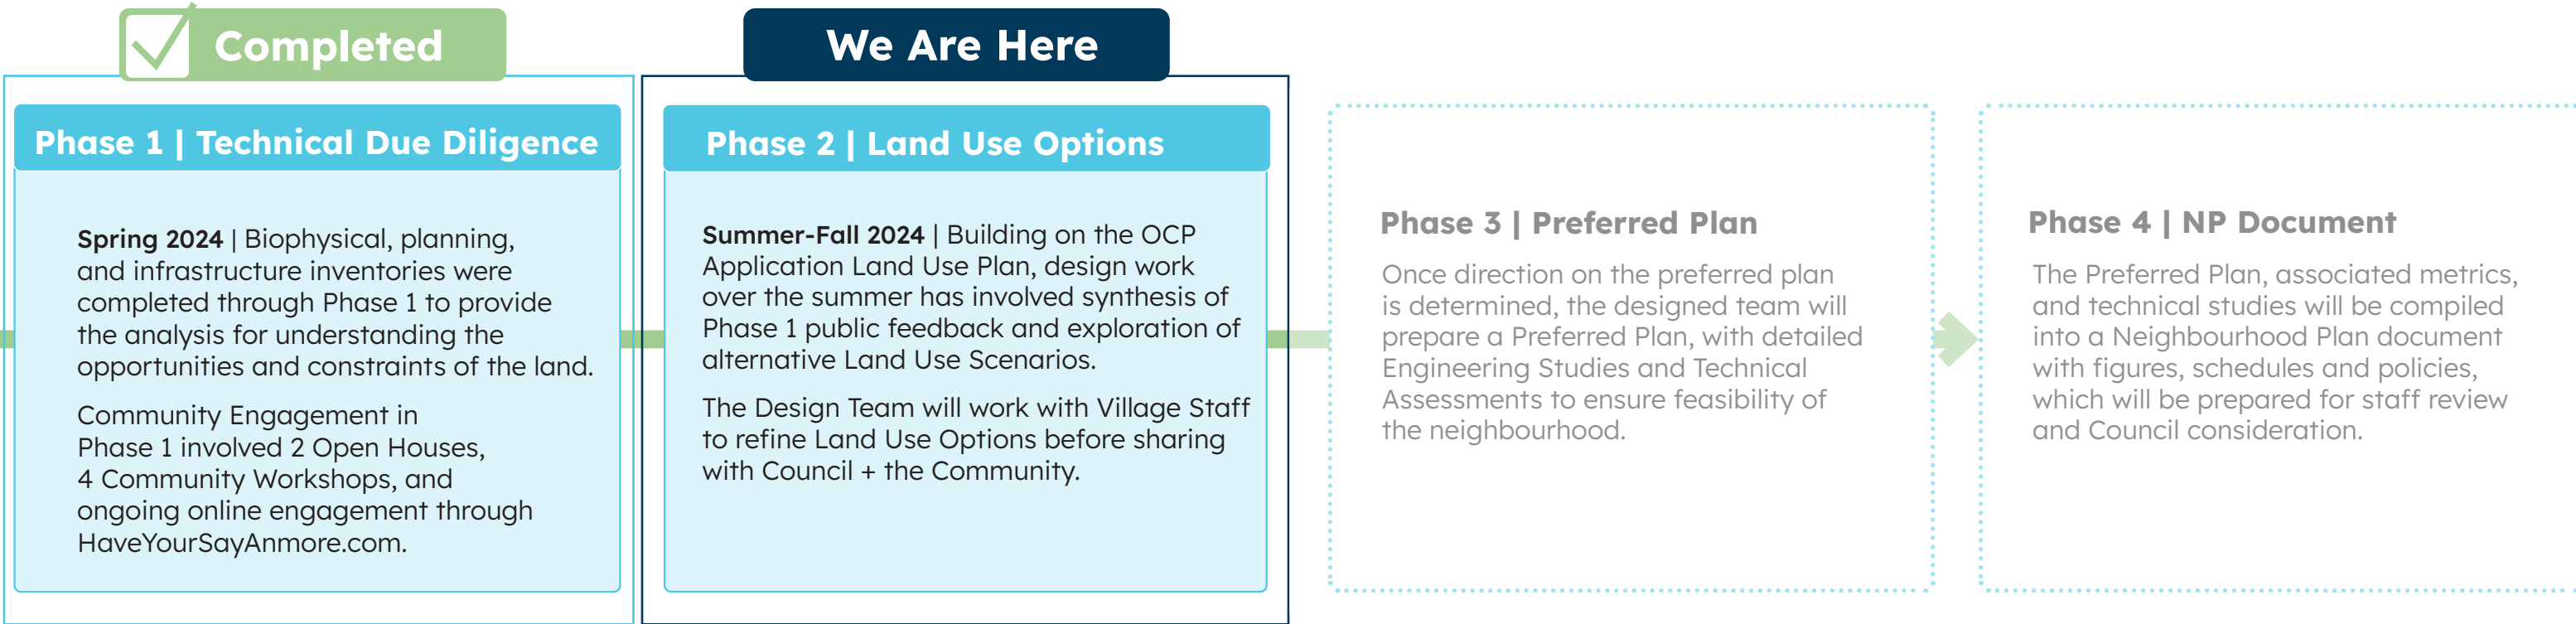 Completed
We Are Here
Phase 1 | Technical Due Diligence
Spring 2024 | Biophysical, planning,
and infrastructure inventories were
completed through Phase 1 to provide
the analysis for understanding the
opportunities and constraints of the land.
Community Engagement in
Phase 1 involved 2 Open Houses,
4 Community Workshops, and
ongoing online engagement through
HaveYourSayAnmore.com.
Phase 2 | Land Use Options
Summer-Fall 2024 | Building on the OCP
Application Land Use Plan, design work
over the summer has involved synthesis of
Phase 1 public feedback and exploration of
alternative Land Use Scenarios.
The Design Team will work with Village Staff
to refine Land Use Options before sharing
with Council + the Community.
Phase 3 | Preferred Plan
Once direction on the preferred plan
is determined, the designed team will
prepare a Preferred Plan, with detailed
Engineering Studies and Technical
Assessments to ensure feasibility of
the neighbourhood.
Phase 4 | NP Document
The Preferred Plan, associated metrics,
and technical studies will be compiled
into a Neighbourhood Plan document
with figures, schedules and policies,
which will be prepared for staff review
and Council consideration.